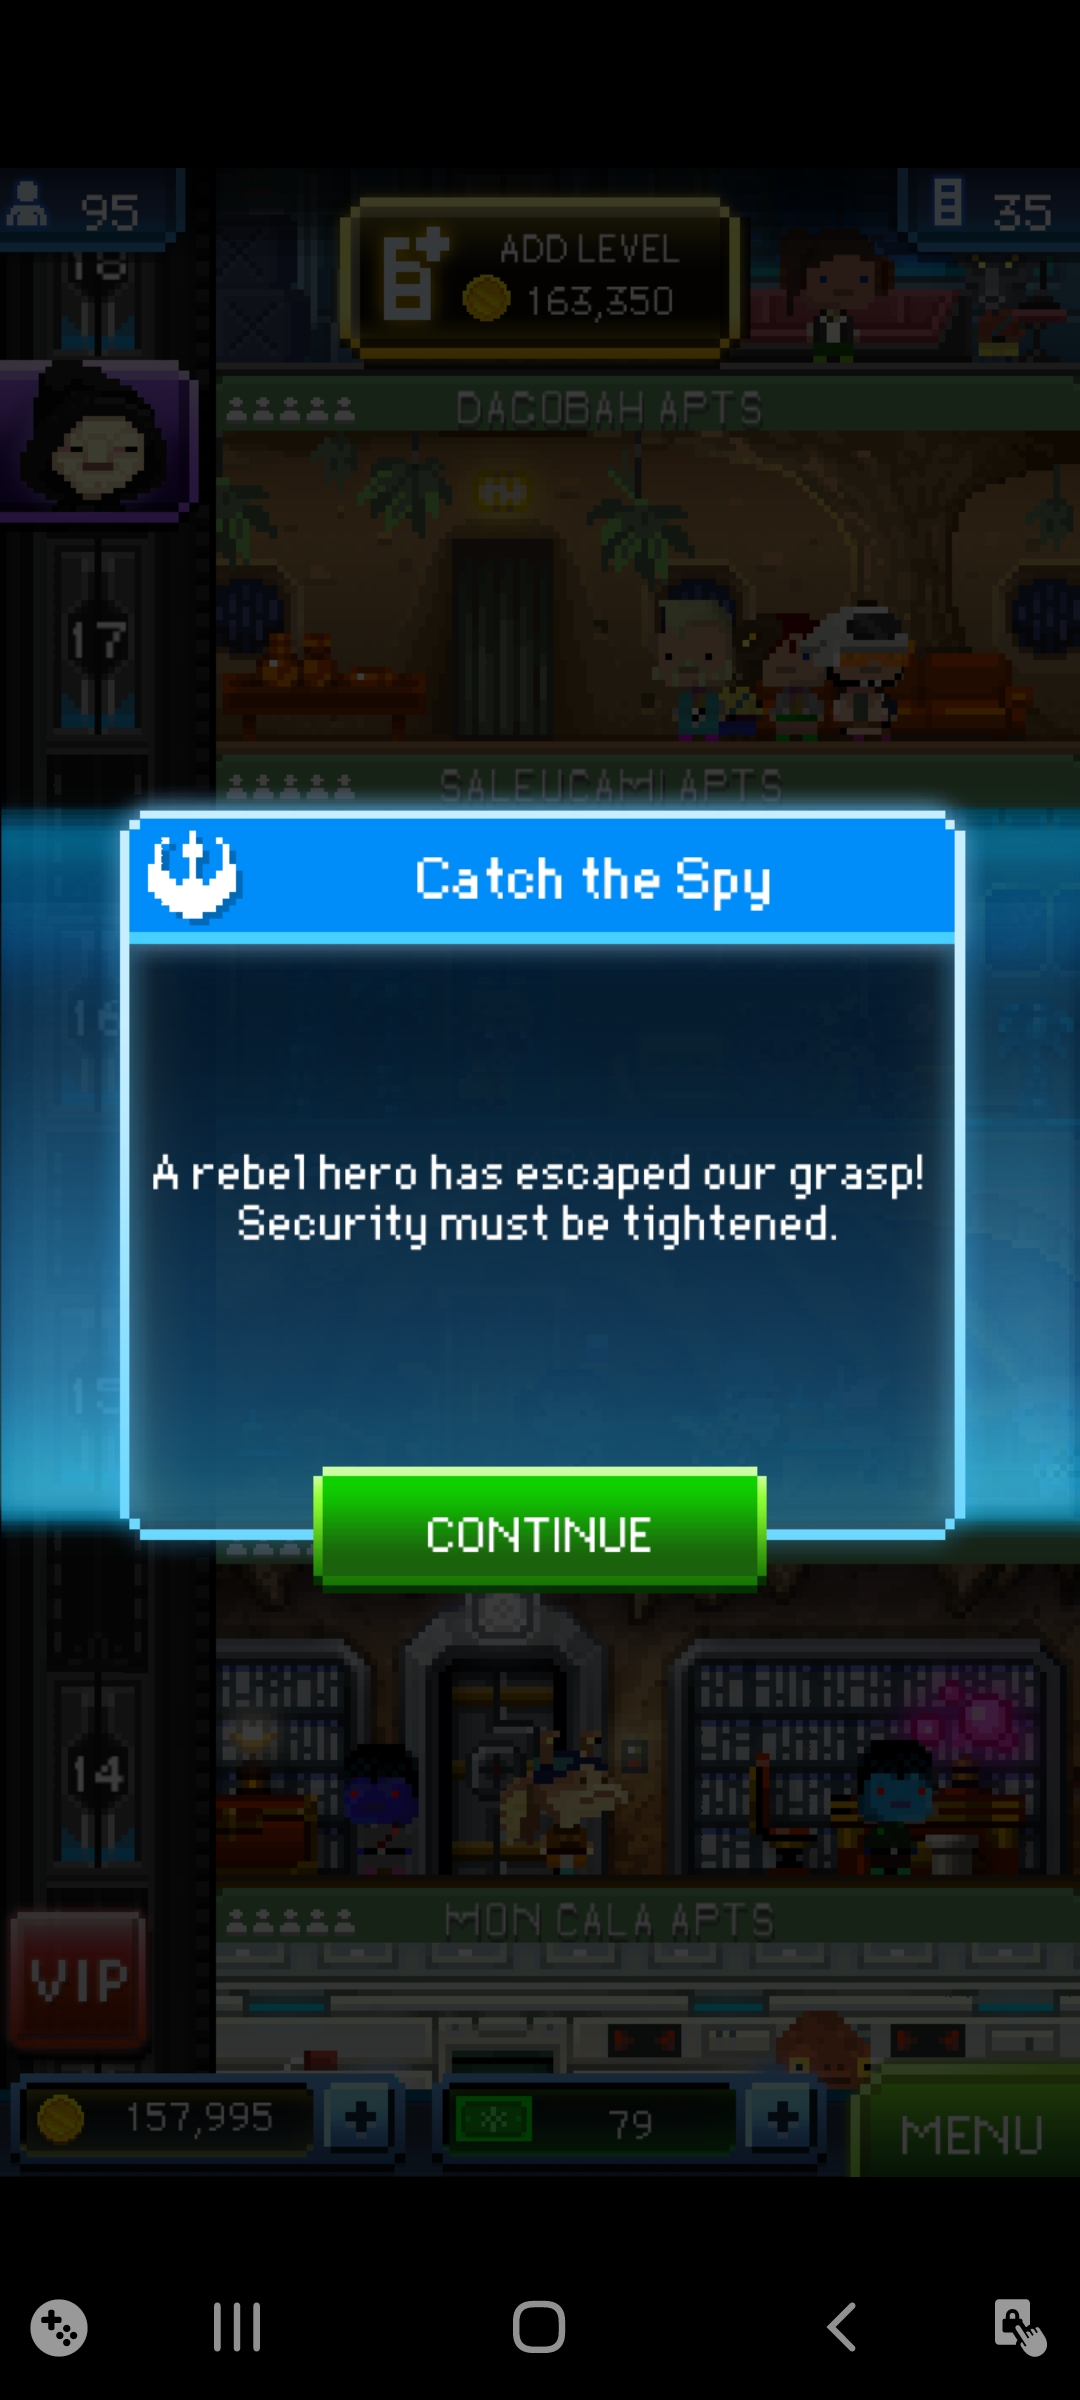 95
35
18
ADD LEVEL
163,350
DAGOBAH APTS
17
SALEUCAMI APTS
Catch the Spy
16
A rebel hero has escaped our grasp!
Security must be tightened.
15
CONTINUE
14
MON CALA APTS
VIP
157,995
79
MENU